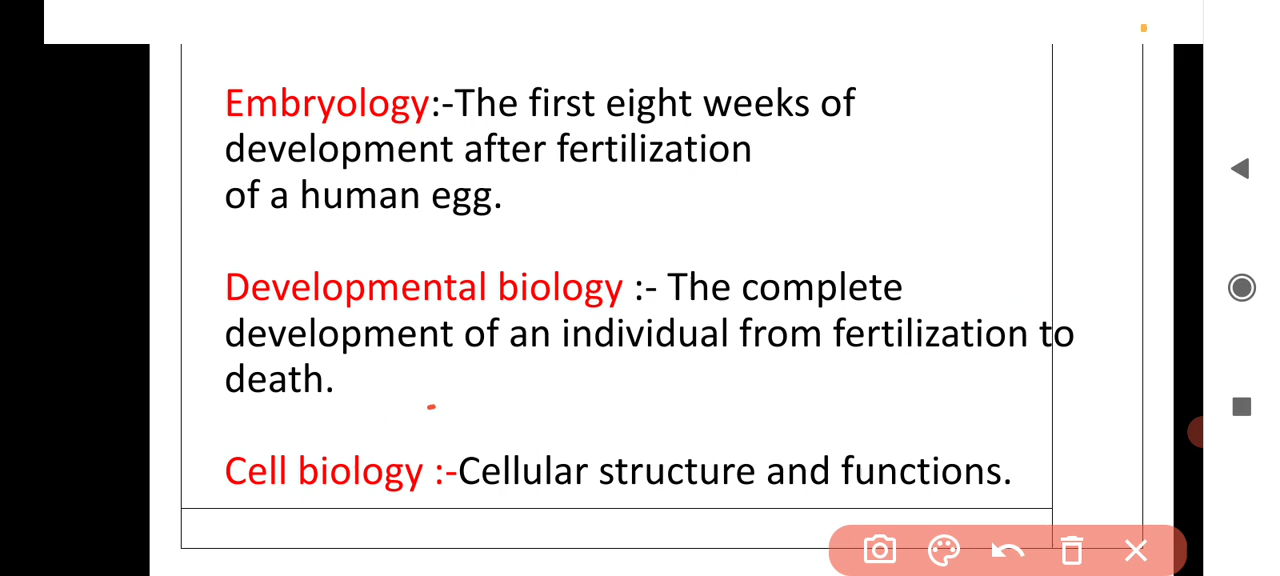 Embryology:-The first eight weeks of
development after fertilization
of a human egg.
Developmental biology :- The complete
development of an individual from fertilization to
death.
Cell biology :-Cellular structure and functions.